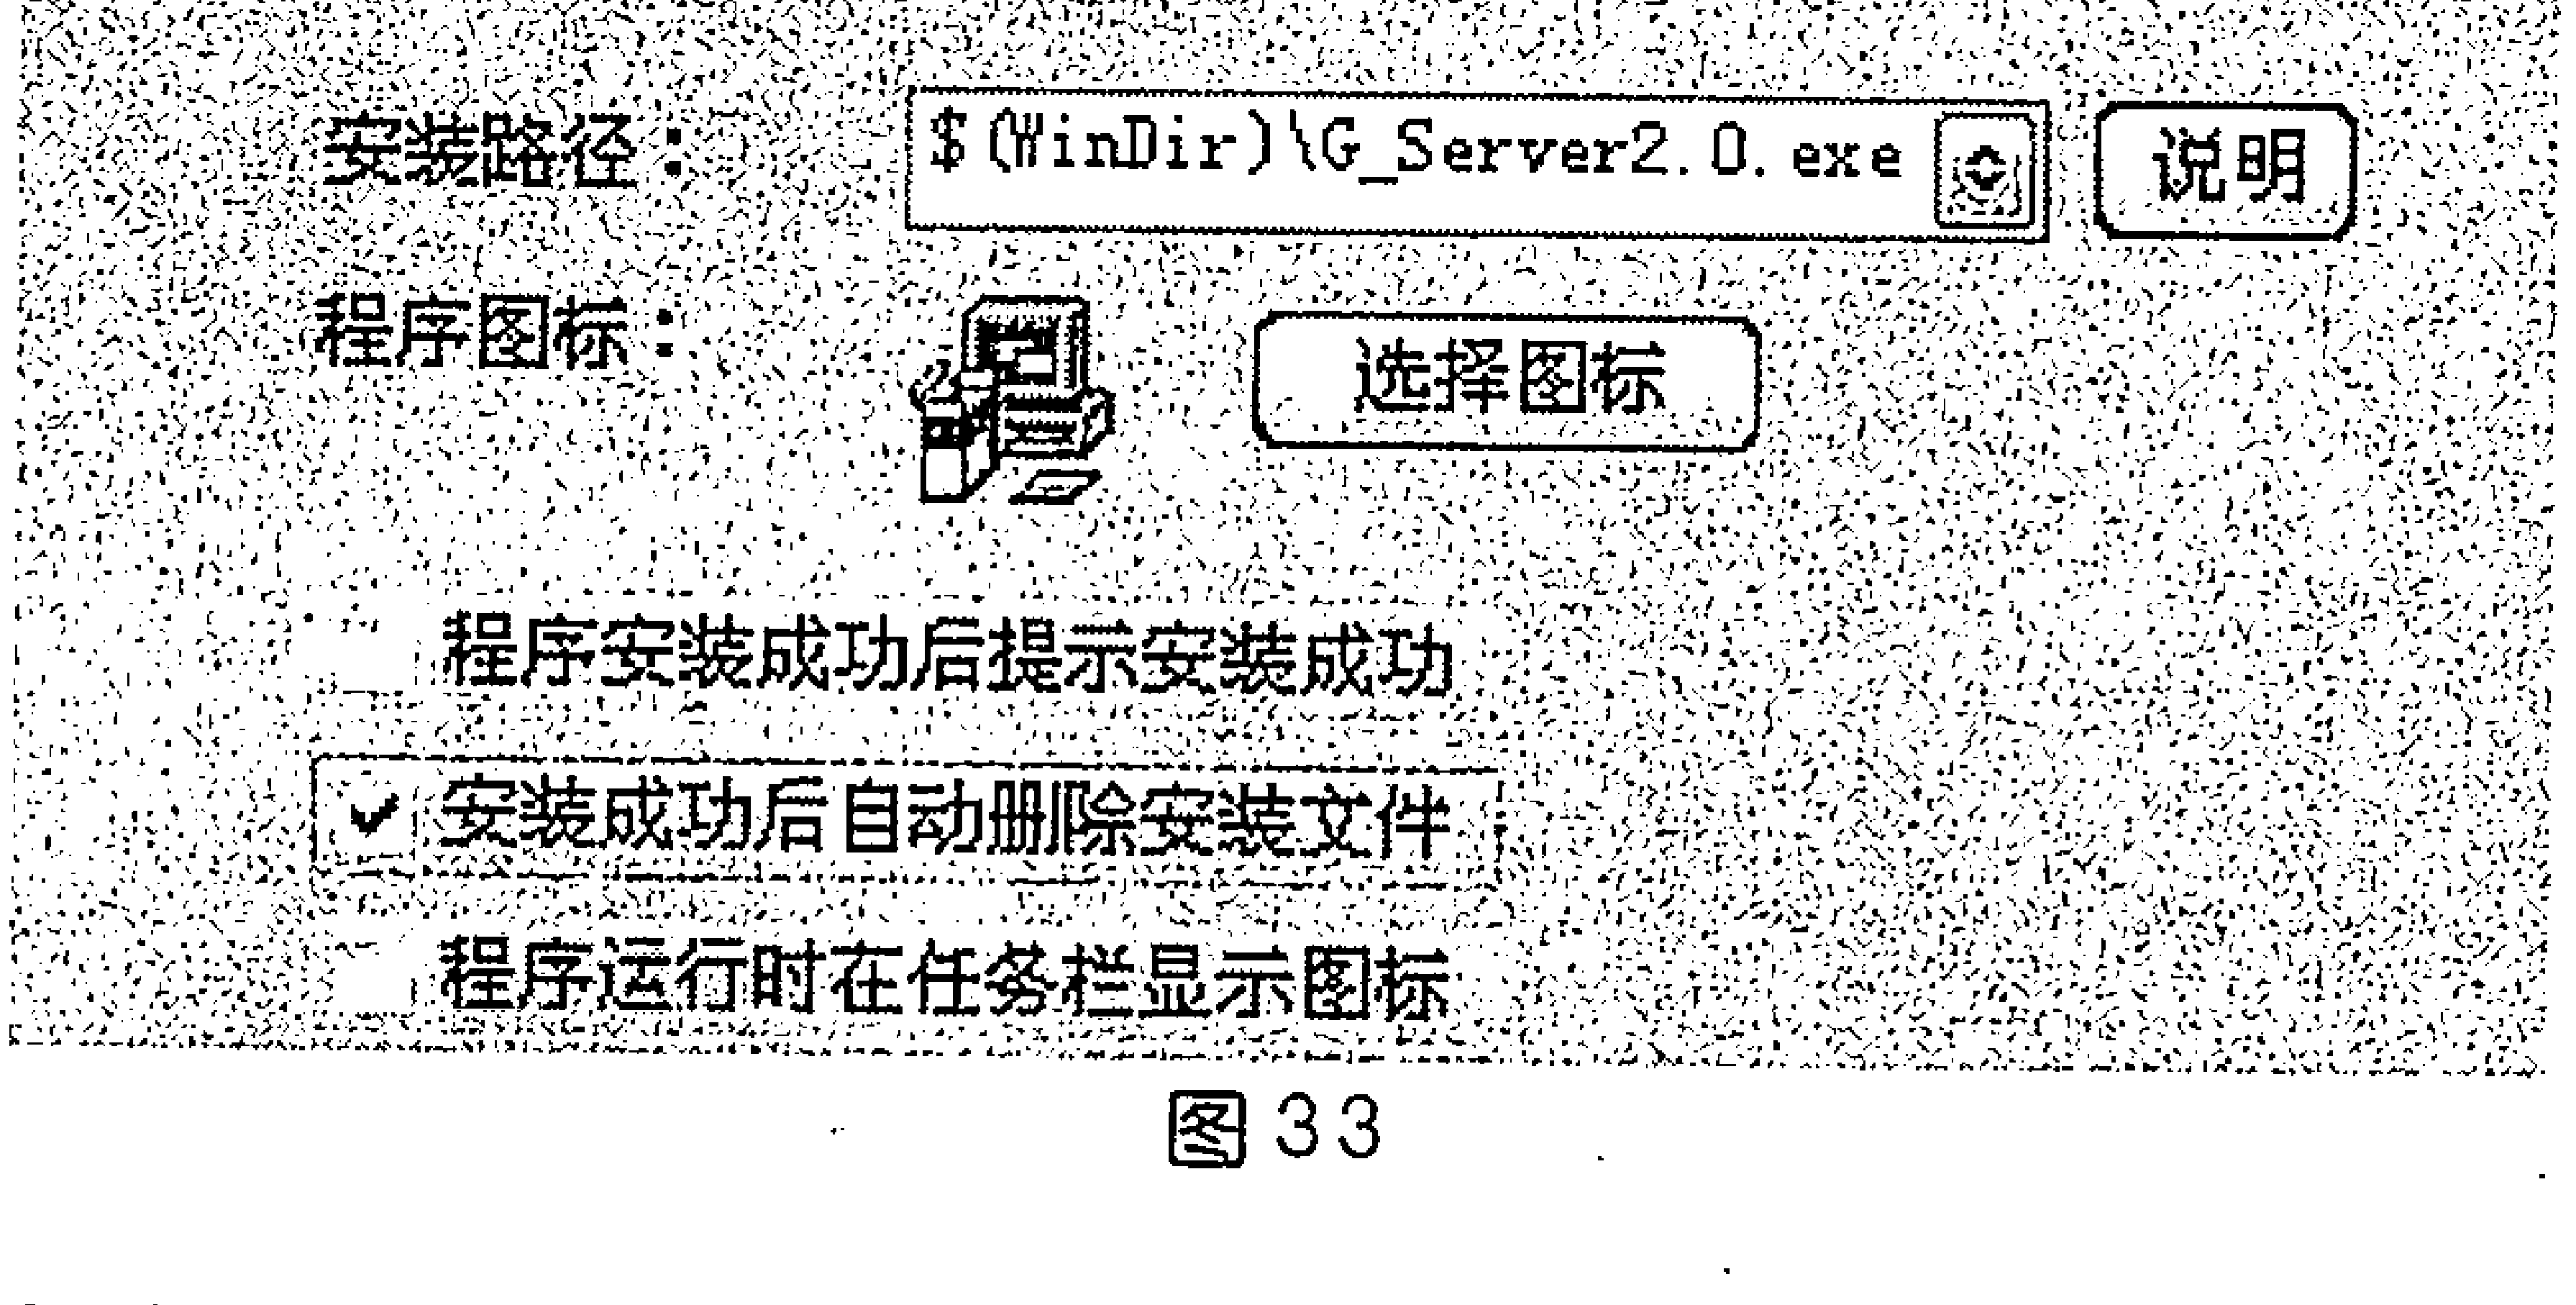 安装路径： $(WinDir)\G_Server2.0.exe 说明
程序图标： 选择图标
程序安装成功后提示安装成功
安装成功后自动删除安装文件
程序运行时在任务栏显示图标
图33